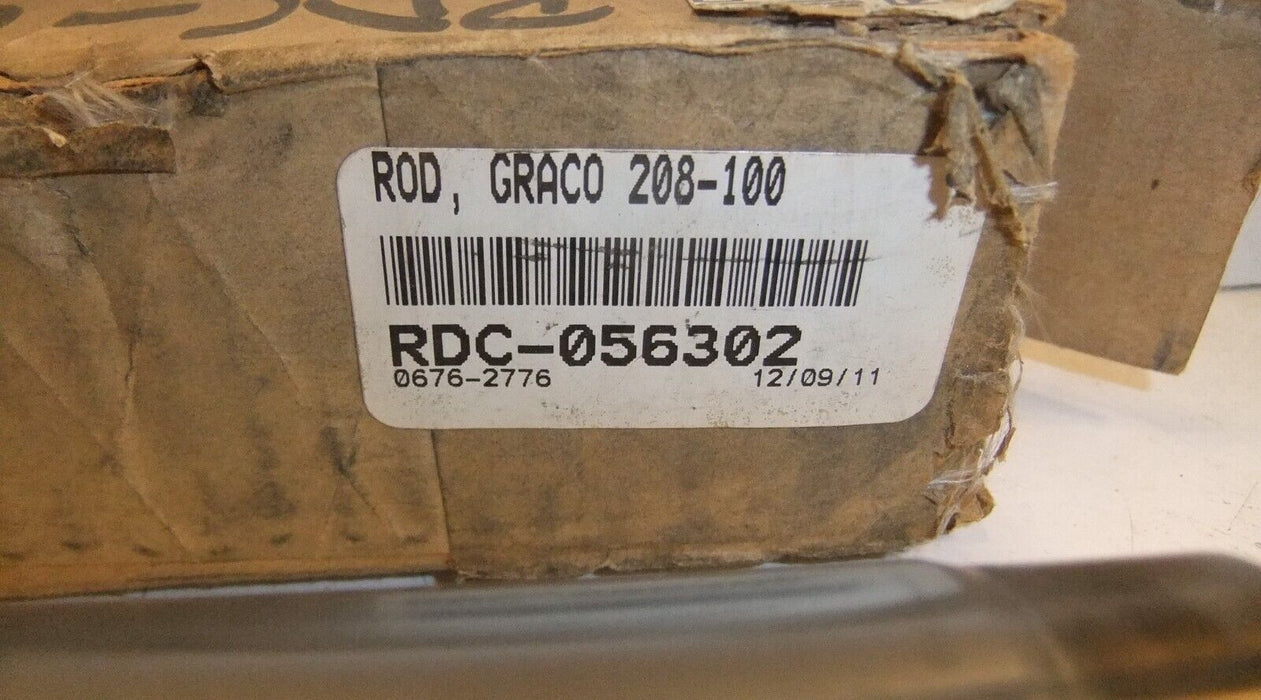 ROD, GRACO 208-100
RDC-056302
0676-2776 12/09/11